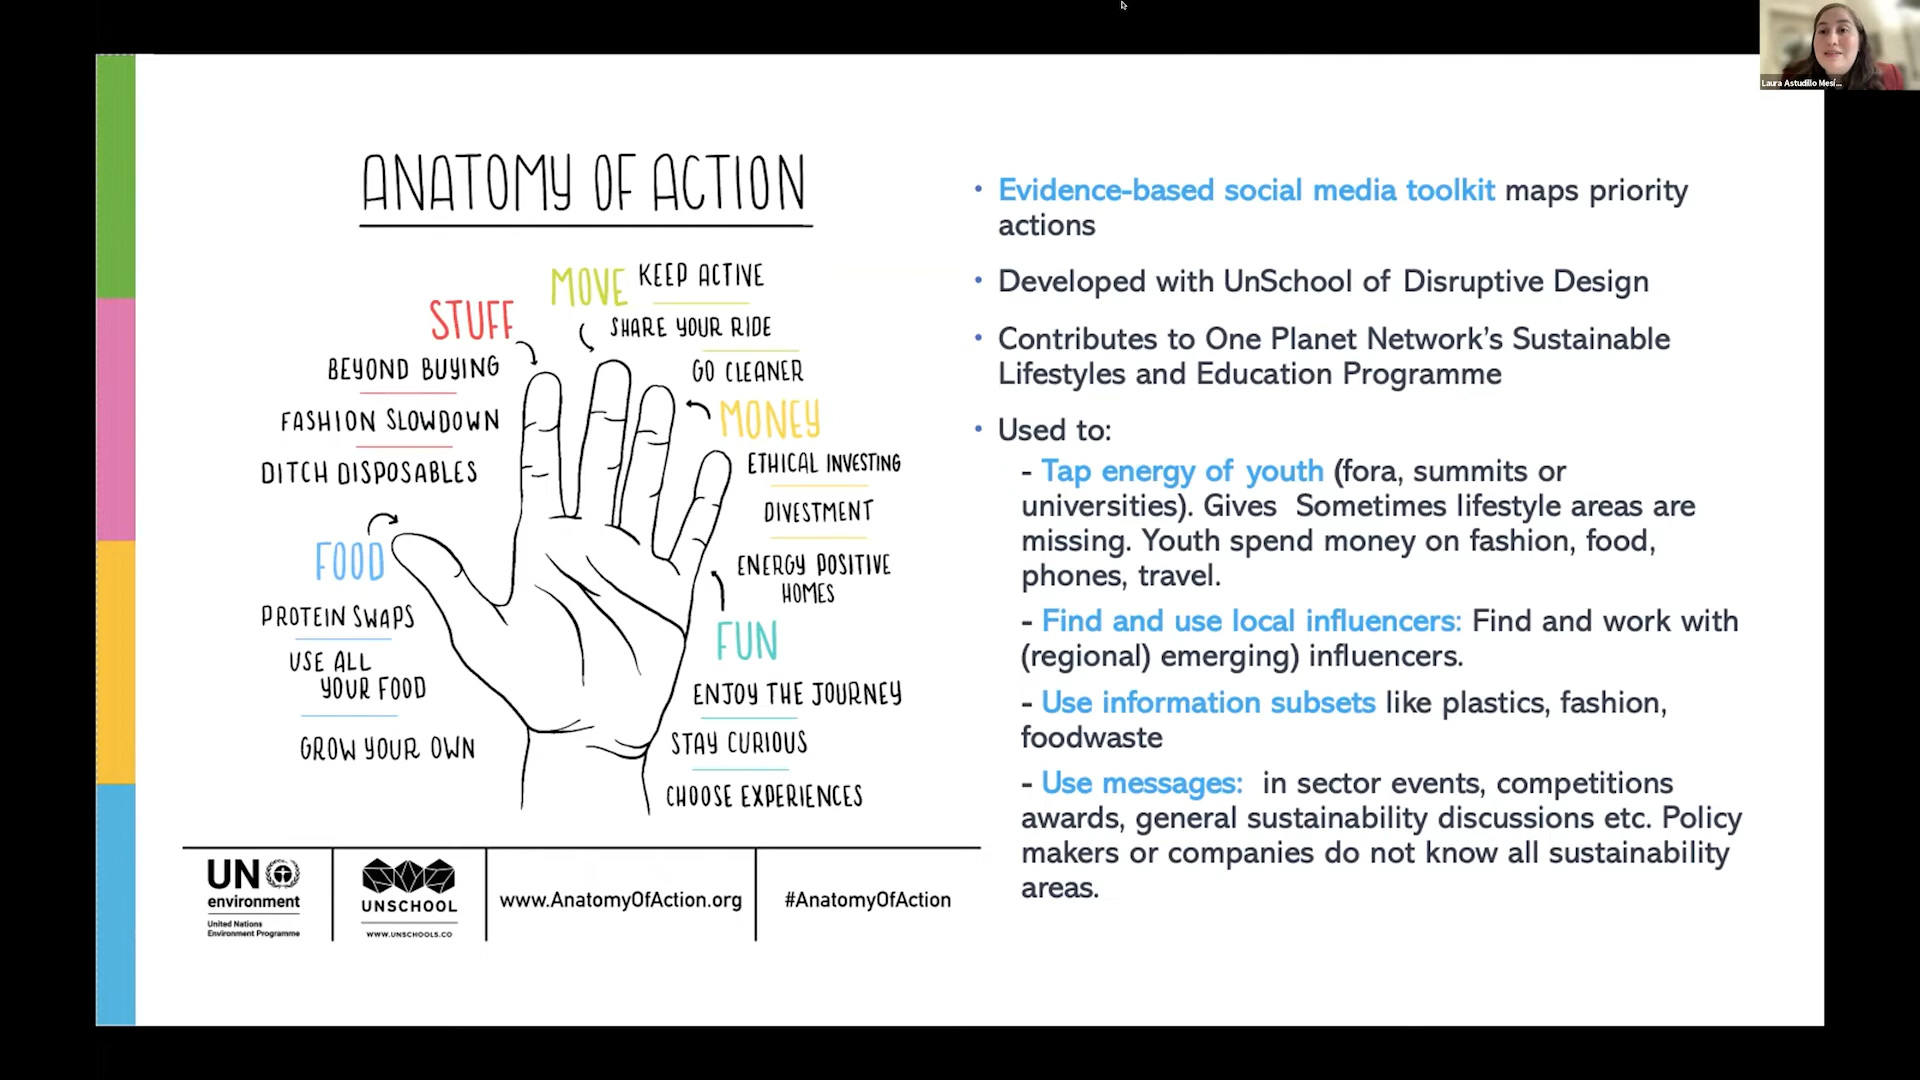 Laura Astudillo Mesí...
ANATOMY OF ACTION
MOVE
KEEP ACTIVE
SHARE YOUR RIDE
GO CLEANER
STUFF
BEYOND BUYING
FASHION SLOWDOWN
DITCH DISPOSABLES
MONEY
ETHICAL INVESTING
DIVESTMENT
ENERGY POSITIVE
HOMES
FOOD
PROTEIN SWAPS
USE ALL
YOUR FOOD
GROW YOUR OWN
FUN
ENJOY THE JOURNEY
STAY CURIOUS
CHOOSE EXPERIENCES
UN
environment
United Nations
Environment Programme
UNSCHOOL
WWW.UNSCHOOLS.CO
www.AnatomyOfAction.org
#AnatomyOfAction
• Evidence-based social media toolkit maps priority
actions
• Developed with UnSchool of Disruptive Design
• Contributes to One Planet Network's Sustainable
Lifestyles and Education Programme
• Used to:
- Tap energy of youth (fora, summits or
universities). Gives  Sometimes lifestyle areas are
missing. Youth spend money on fashion, food,
phones, travel.
- Find and use local influencers: Find and work with
(regional) emerging) influencers.
- Use information subsets like plastics, fashion,
foodwaste
- Use messages:  in sector events, competitions
awards, general sustainability discussions etc. Policy
makers or companies do not know all sustainability
areas.